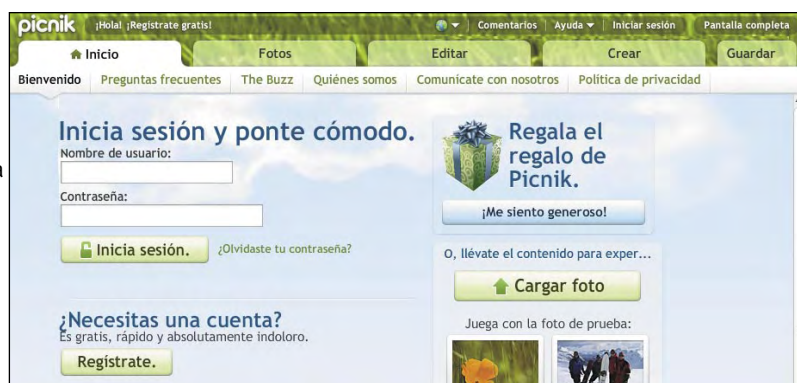 picnik ¡Hola! ¡Regístrate gratis! Comentarios Ayuda Iniciar sesión Pantalla completa
Inicio Fotos Editar Crear Guardar
Bienvenido Preguntas frecuentes The Buzz Quiénes somos Comunícate con nosotros Política de privacidad
Inicia sesión y ponte cómodo.
Nombre de usuario:
Contraseña:
Inicia sesión. ¿Olvidaste tu contraseña?
¿Necesitas una cuenta?
Es gratis, rápido y absolutamente indoloro.
Regístrate.
Regala el
regalo de
Picnik.
¡Me siento generoso!
O, llévate el contenido para exper...
Cargar foto
Juega con la foto de prueba:
a